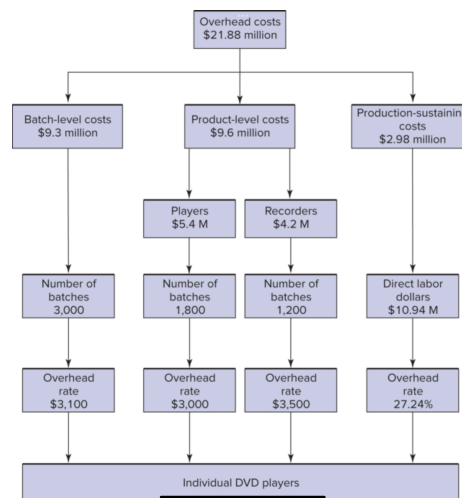 Overhead costs
$21.88 million
Batch-level costs
$9.3 million
Product-level costs
$9.6 million
Production-sustainin
costs
$2.98 million
Players
$5.4 M
Recorders
$4.2 M
Number of
batches
3,000
Number of
batches
1,800
Number of
batches
1,200
Direct labor
dollars
$10.94 M
Overhead
rate
$3,100
Overhead
rate
$3,000
Overhead
rate
$3,500
Overhead
rate
27.24%
Individual DVD players